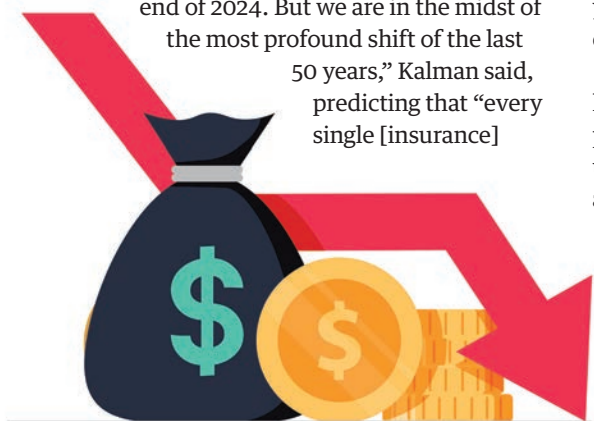 end of 2024. But we are in the midst of
the most profound shift of the last
50 years,” Kalman said,
predicting that “every
single [insurance]
$
$